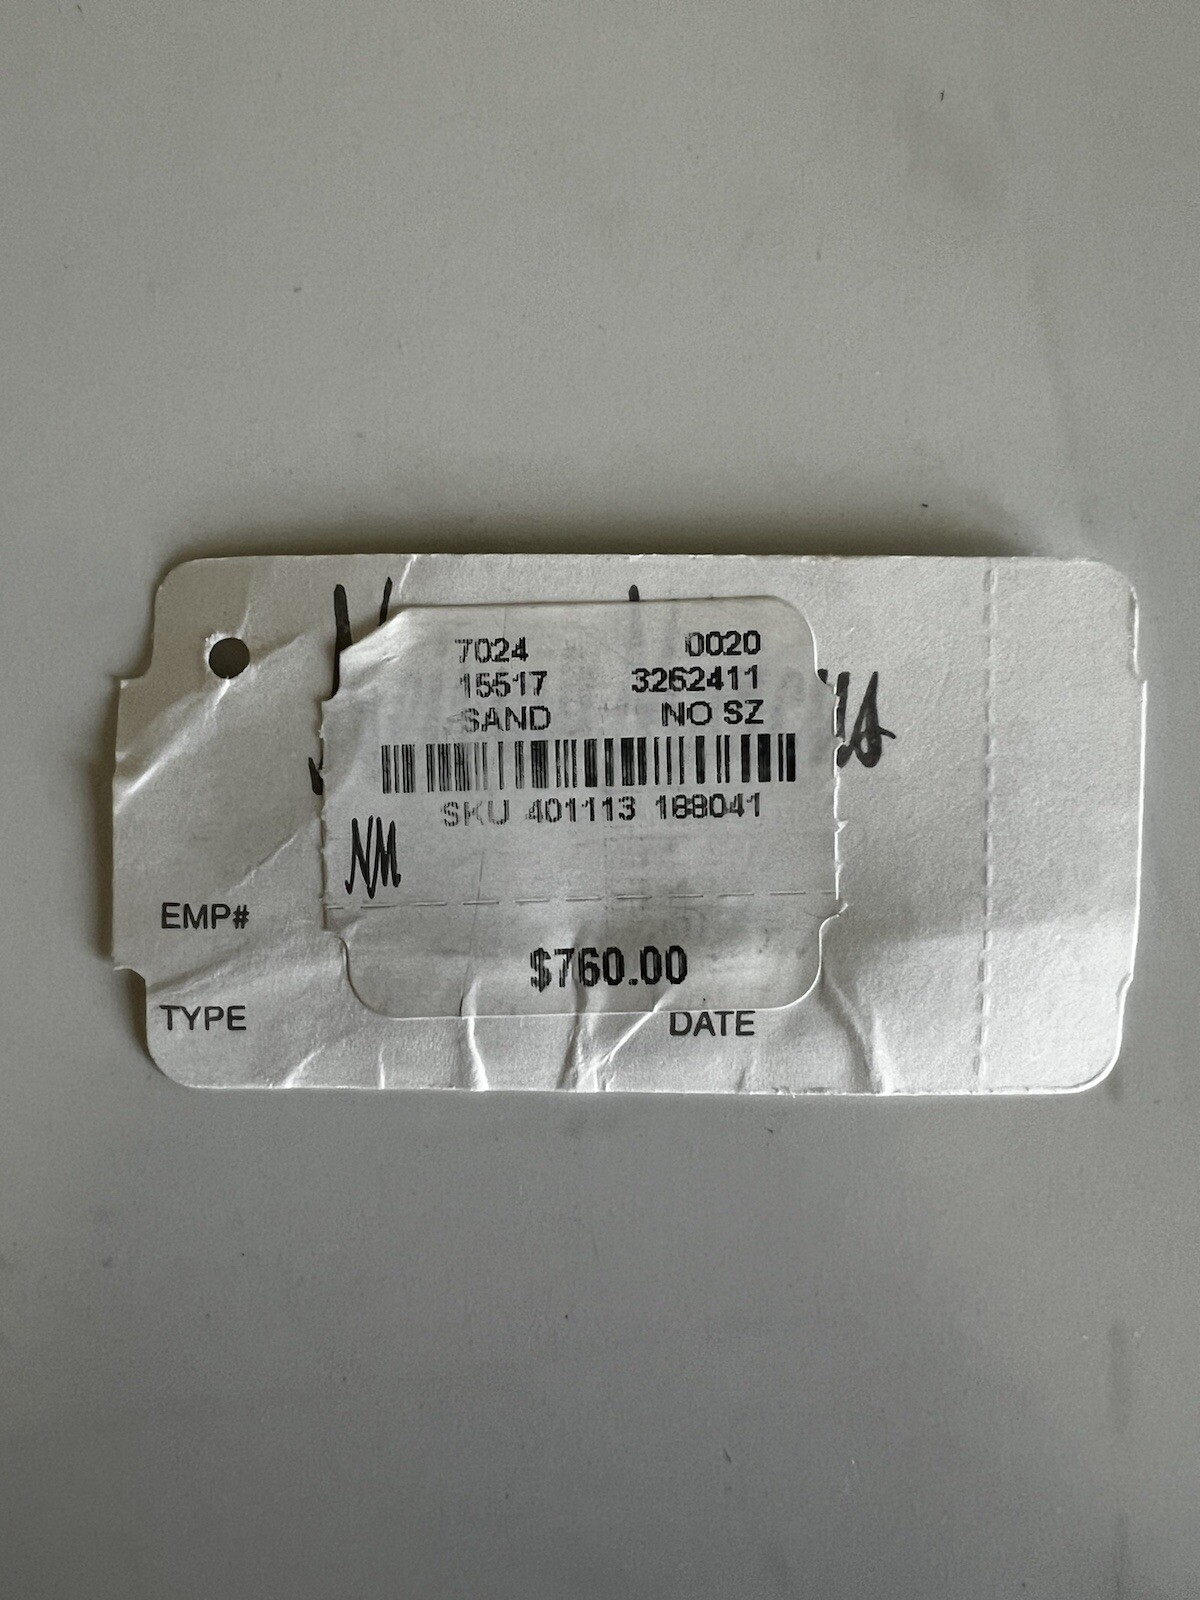 7024 0020
15517 3262411
SAND NO SZ
SKU 401113 188041
NM
EMP#
$760.00
TYPE DATE